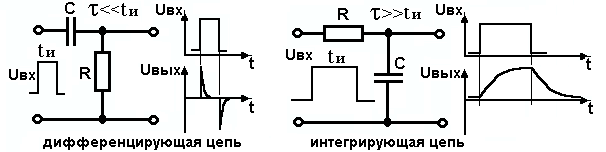 C τ<<tи
Uвх
tи
R
Uвх
t
Uвых
t
дифференцирующая цепь
R τ>>tи
Uвх
tи
C
Uвх
t
Uвых
t
интегрирующая цепь